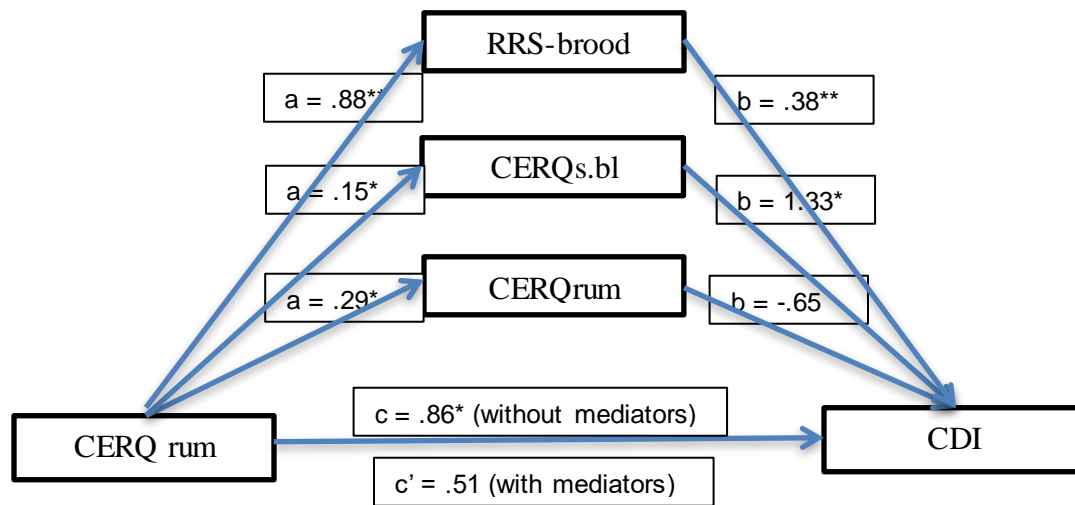 RRS-brood
a = .88**
b = .38**
CERQs.bl
a = .15*
b = 1.33*
CERQrum
a = .29*
b = -.65
c = .86* (without mediators)
CERQ rum
CDI
c’ = .51 (with mediators)